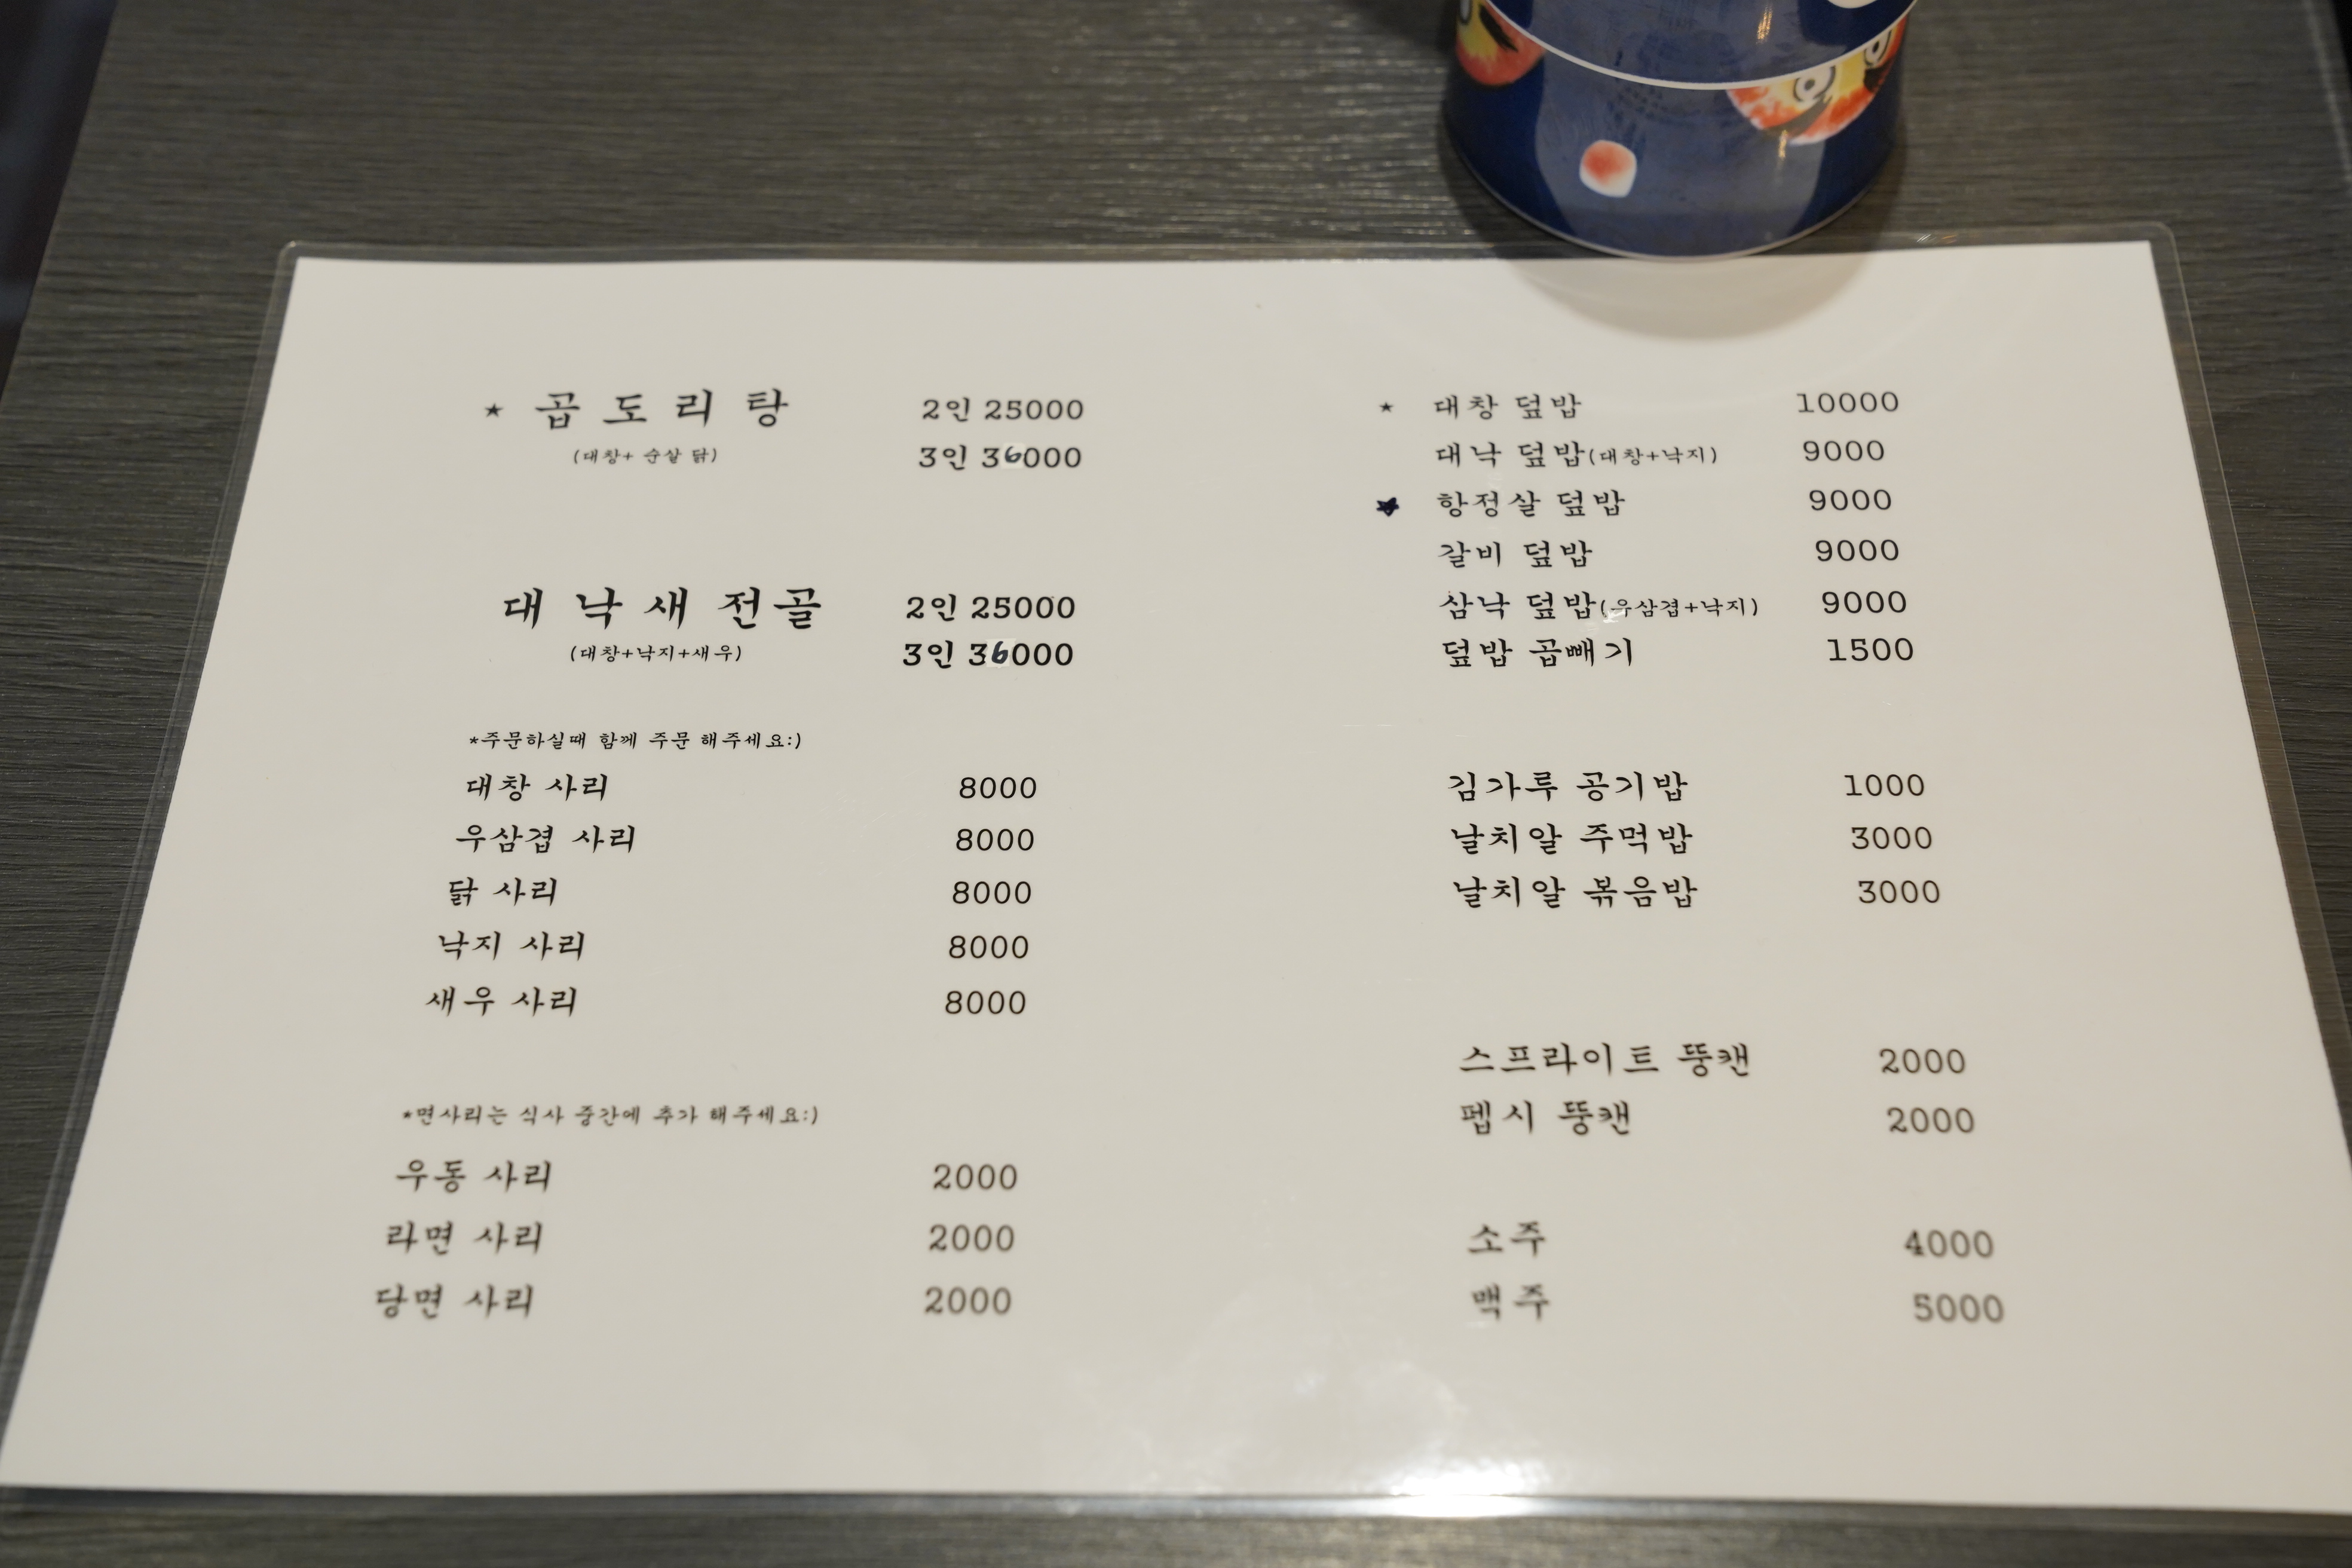 ★ 곱도리탕 2인 25000
(대창+ 순살 닭) 3인 36000
대낙새전골 2인 25000
(대창+낙지+새우) 3인 36000
*주문하실때 함께 주문 해주세요:)
대창 사리 8000
우삼겹 사리 8000
닭 사리 8000
낙지 사리 8000
새우 사리 8000
*면사리는 식사 중간에 추가 해주세요:)
우동 사리 2000
라면 사리 2000
당면 사리 2000
★ 대창 덮밥 10000
대낙 덮밥(대창+낙지) 9000
★ 항정살 덮밥 9000
갈비 덮밥 9000
삼낙 덮밥(우삼겹+낙지) 9000
덮밥 곱빼기 1500
김가루 공기밥 1000
날치알 주먹밥 3000
날치알 볶음밥 3000
스프라이트 뚱캔 2000
펩시 뚱캔 2000
소주 4000
맥주 5000